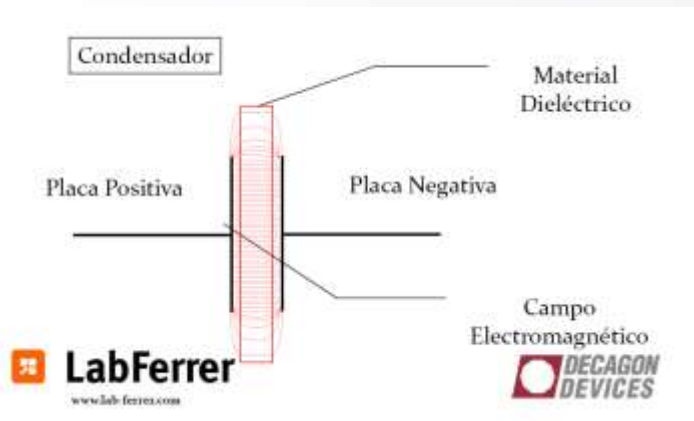 Condensador
Material
Dieléctrico
Placa Positiva
Placa Negativa
Campo
Electromagnético
LabFerrer
www.lab-ferrer.com
DECAGON
DEVICES